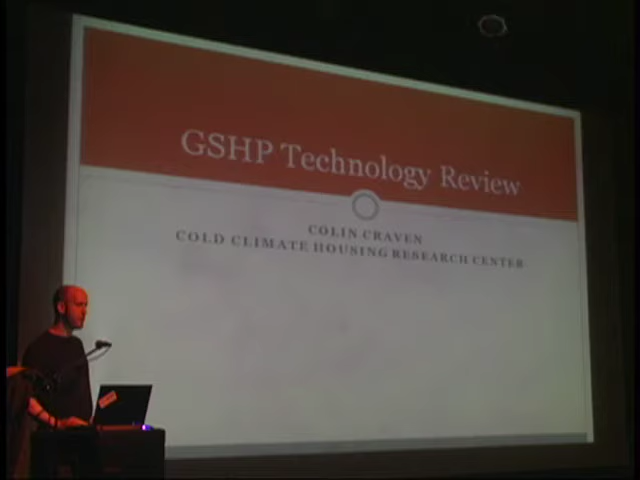 GSHP Technology Review
COLIN CRAVEN
COLD CLIMATE HOUSING RESEARCH CENTER